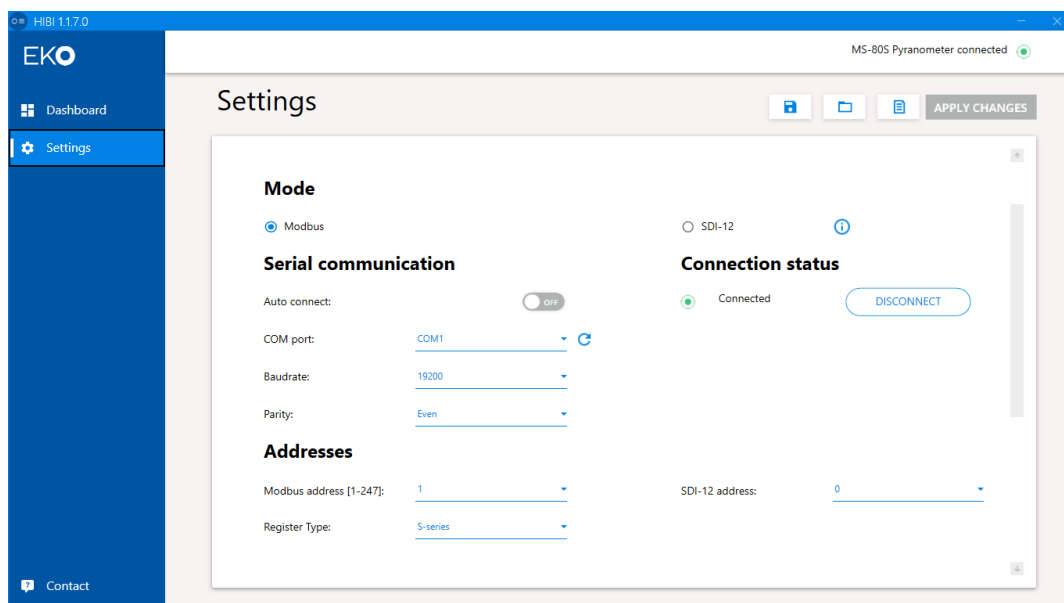 HIBI 1.1.7.0
EKO
MS-80S Pyranometer connected
Dashboard
Settings
Contact
Settings
APPLY CHANGES
Mode
Modbus
SDI-12
Serial communication
Connection status
Auto connect: OFF
Connected
DISCONNECT
COM port: COM1
Baudrate: 19200
Parity: Even
Addresses
Modbus address [1-247]: 1
SDI-12 address: 0
Register Type: S-series